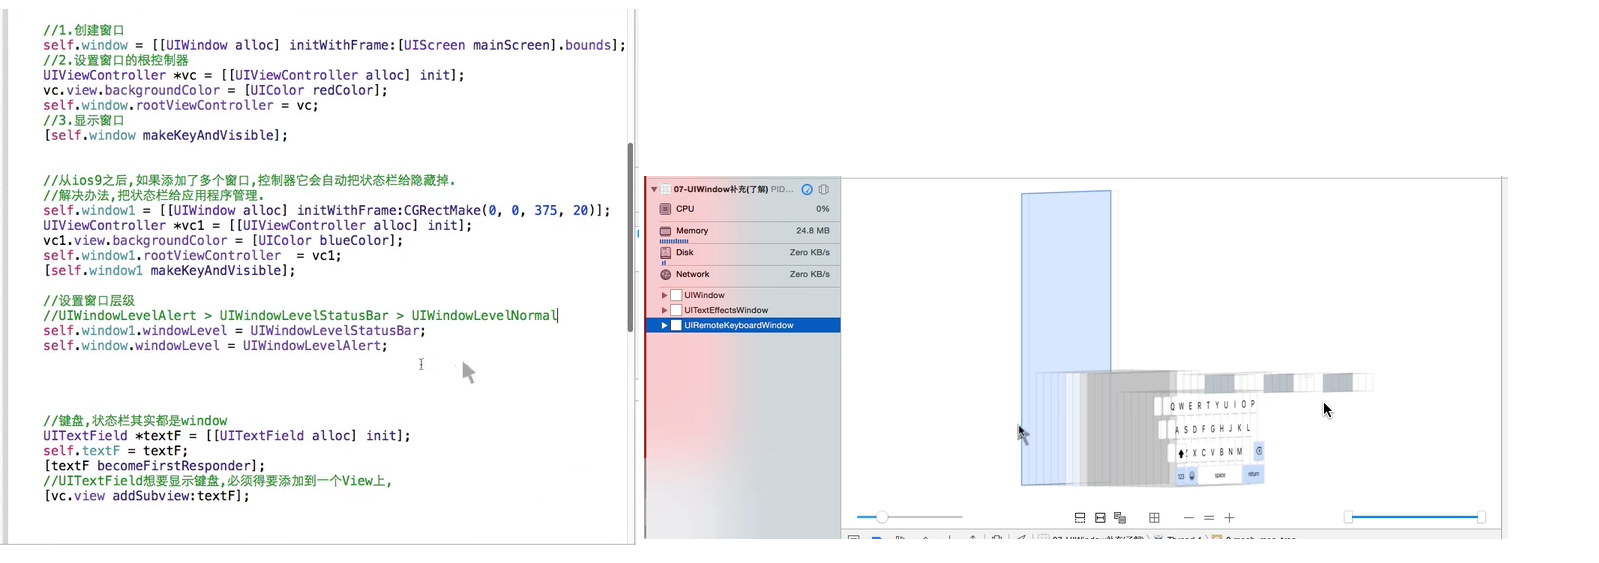 //1.创建窗口
self.window = [[UIWindow alloc] initWithFrame:[UIScreen mainScreen].bounds];
//2.设置窗口的根控制器
UIViewController *vc = [[UIViewController alloc] init];
vc.view.backgroundColor = [UIColor redColor];
self.window.rootViewController = vc;
//3.显示窗口
[self.window makeKeyAndVisible];
//从ios9之后,如果添加了多个窗口,控制器它会自动把状态栏给隐藏掉.
//解决办法,把状态栏给应用程序管理.
self.window1 = [[UIWindow alloc] initWithFrame:CGRectMake(0, 0, 375, 20)];
UIViewController *vc1 = [[UIViewController alloc] init];
vc1.view.backgroundColor = [UIColor blueColor];
self.window1.rootViewController  = vc1;
[self.window1 makeKeyAndVisible];
//设置窗口层级
//UIWindowLevelAlert > UIWindowLevelStatusBar > UIWindowLevelNormal
self.window1.windowLevel = UIWindowLevelStatusBar;
self.window.windowLevel = UIWindowLevelAlert;
//键盘,状态栏其实都是window
UITextField *textF = [[UITextField alloc] init];
self.textF = textF;
[textF becomeFirstResponder];
//UITextField想要显示键盘,必须得要添加到一个View上,
[vc.view addSubview:textF];
07-UIWindow补充(了解) PID...
CPU 0%
Memory 24.8 MB
Disk Zero KB/s
Network Zero KB/s
UIWindow
UITextEffectsWindow
UIRemoteKeyboardWindow
Q W E R T Y U I O P
A S D F G H J K L
Z X C V B N M
123 space return